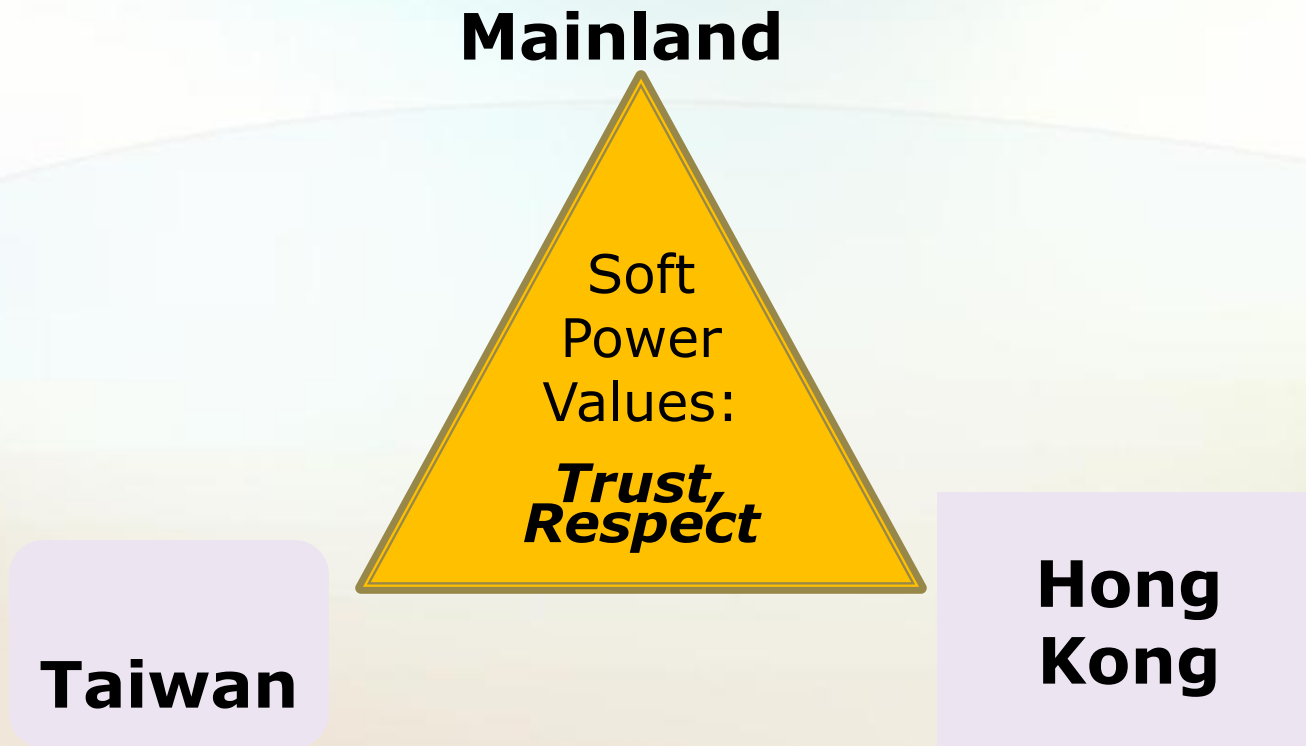 Mainland
Soft
Power
Values:
Trust,
Respect
Taiwan
Hong
Kong